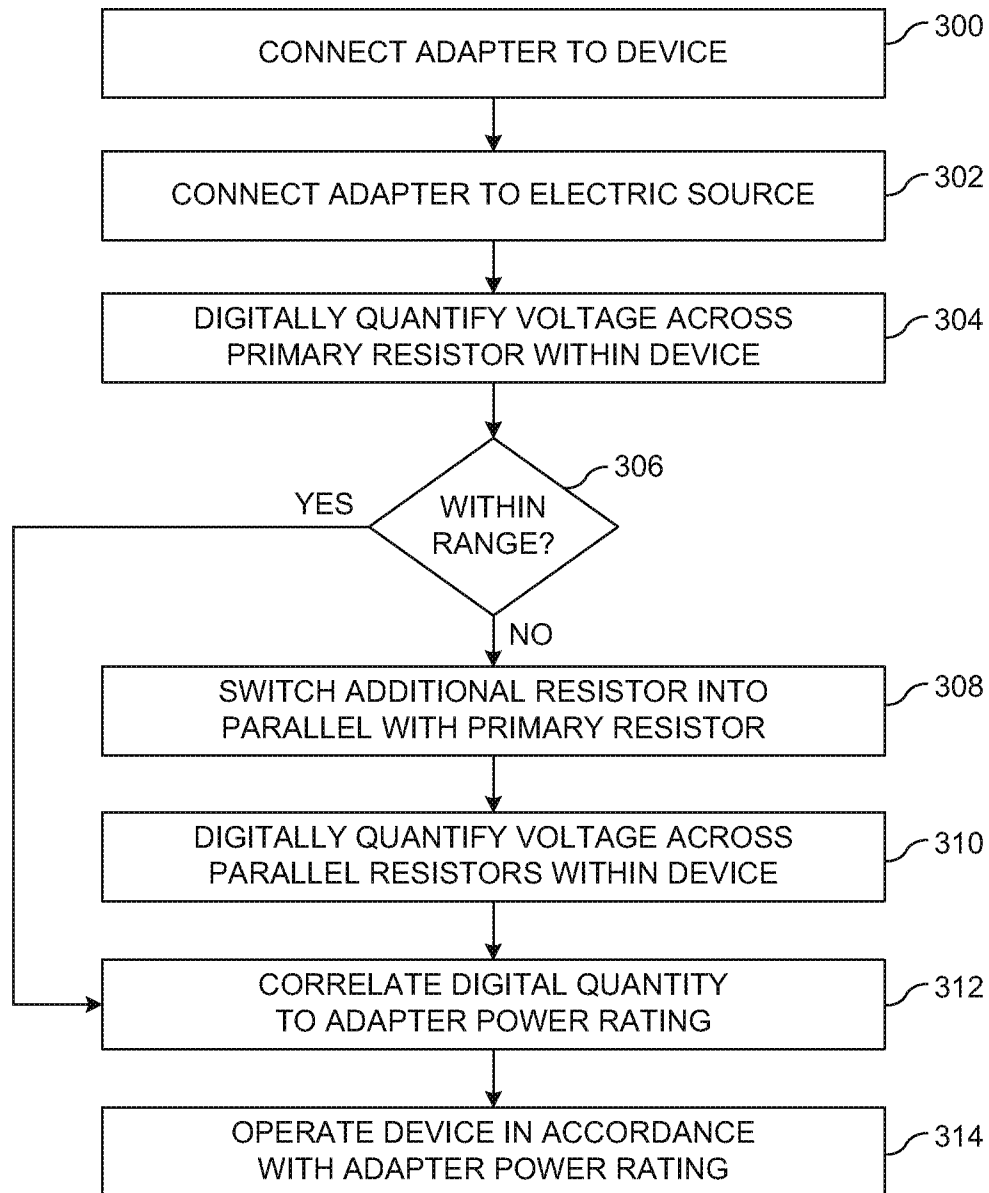 CONNECT ADAPTER TO DEVICE
300
CONNECT ADAPTER TO ELECTRIC SOURCE
302
DIGITALLY QUANTIFY VOLTAGE ACROSS
PRIMARY RESISTOR WITHIN DEVICE
304
WITHIN
RANGE?
306
YES
NO
SWITCH ADDITIONAL RESISTOR INTO
PARALLEL WITH PRIMARY RESISTOR
308
DIGITALLY QUANTIFY VOLTAGE ACROSS
PARALLEL RESISTORS WITHIN DEVICE
310
CORRELATE DIGITAL QUANTITY
TO ADAPTER POWER RATING
312
OPERATE DEVICE IN ACCORDANCE
WITH ADAPTER POWER RATING
314